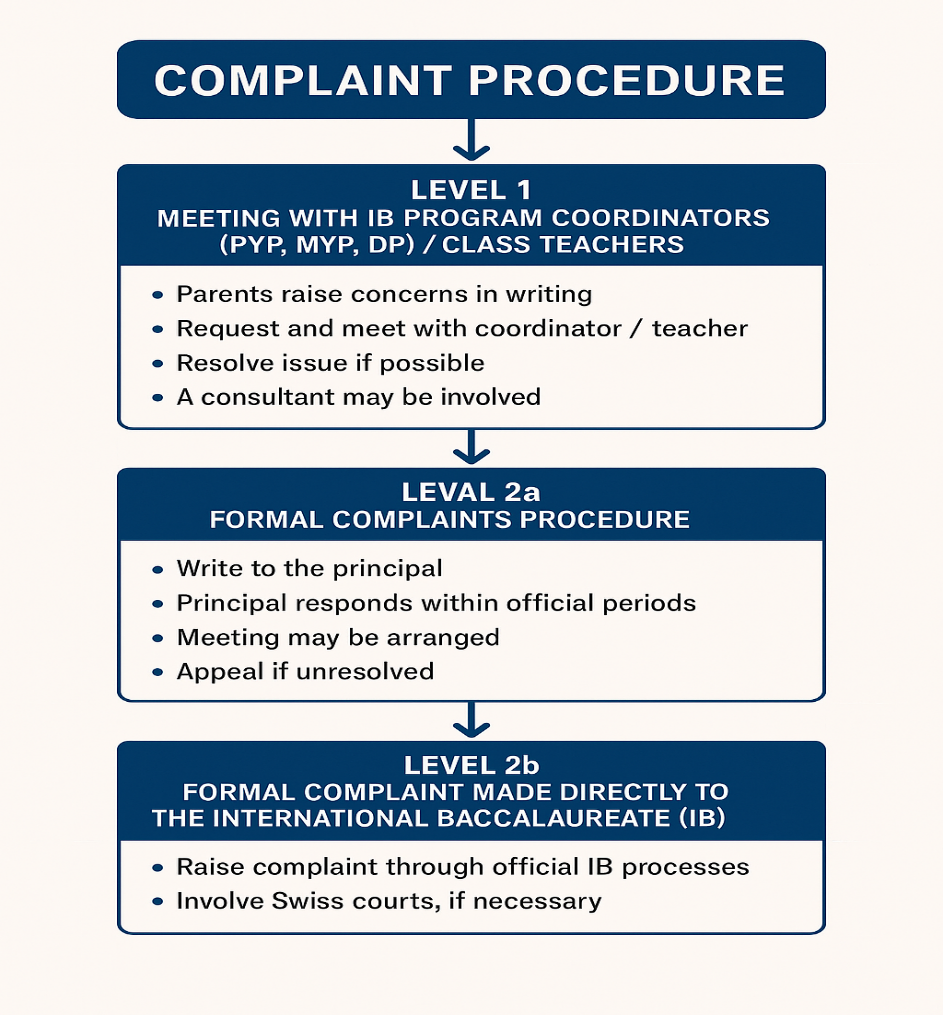 COMPLAINT PROCEDURE
LEVEL 1
MEETING WITH IB PROGRAM COORDINATORS
(PYP, MYP, DP) / CLASS TEACHERS
• Parents raise concerns in writing
• Request and meet with coordinator / teacher
• Resolve issue if possible
• A consultant may be involved
LEVAL 2a
FORMAL COMPLAINTS PROCEDURE
• Write to the principal
• Principal responds within official periods
• Meeting may be arranged
• Appeal if unresolved
LEVEL 2b
FORMAL COMPLAINT MADE DIRECTLY TO
THE INTERNATIONAL BACCALAUREATE (IB)
• Raise complaint through official IB processes
• Involve Swiss courts, if necessary